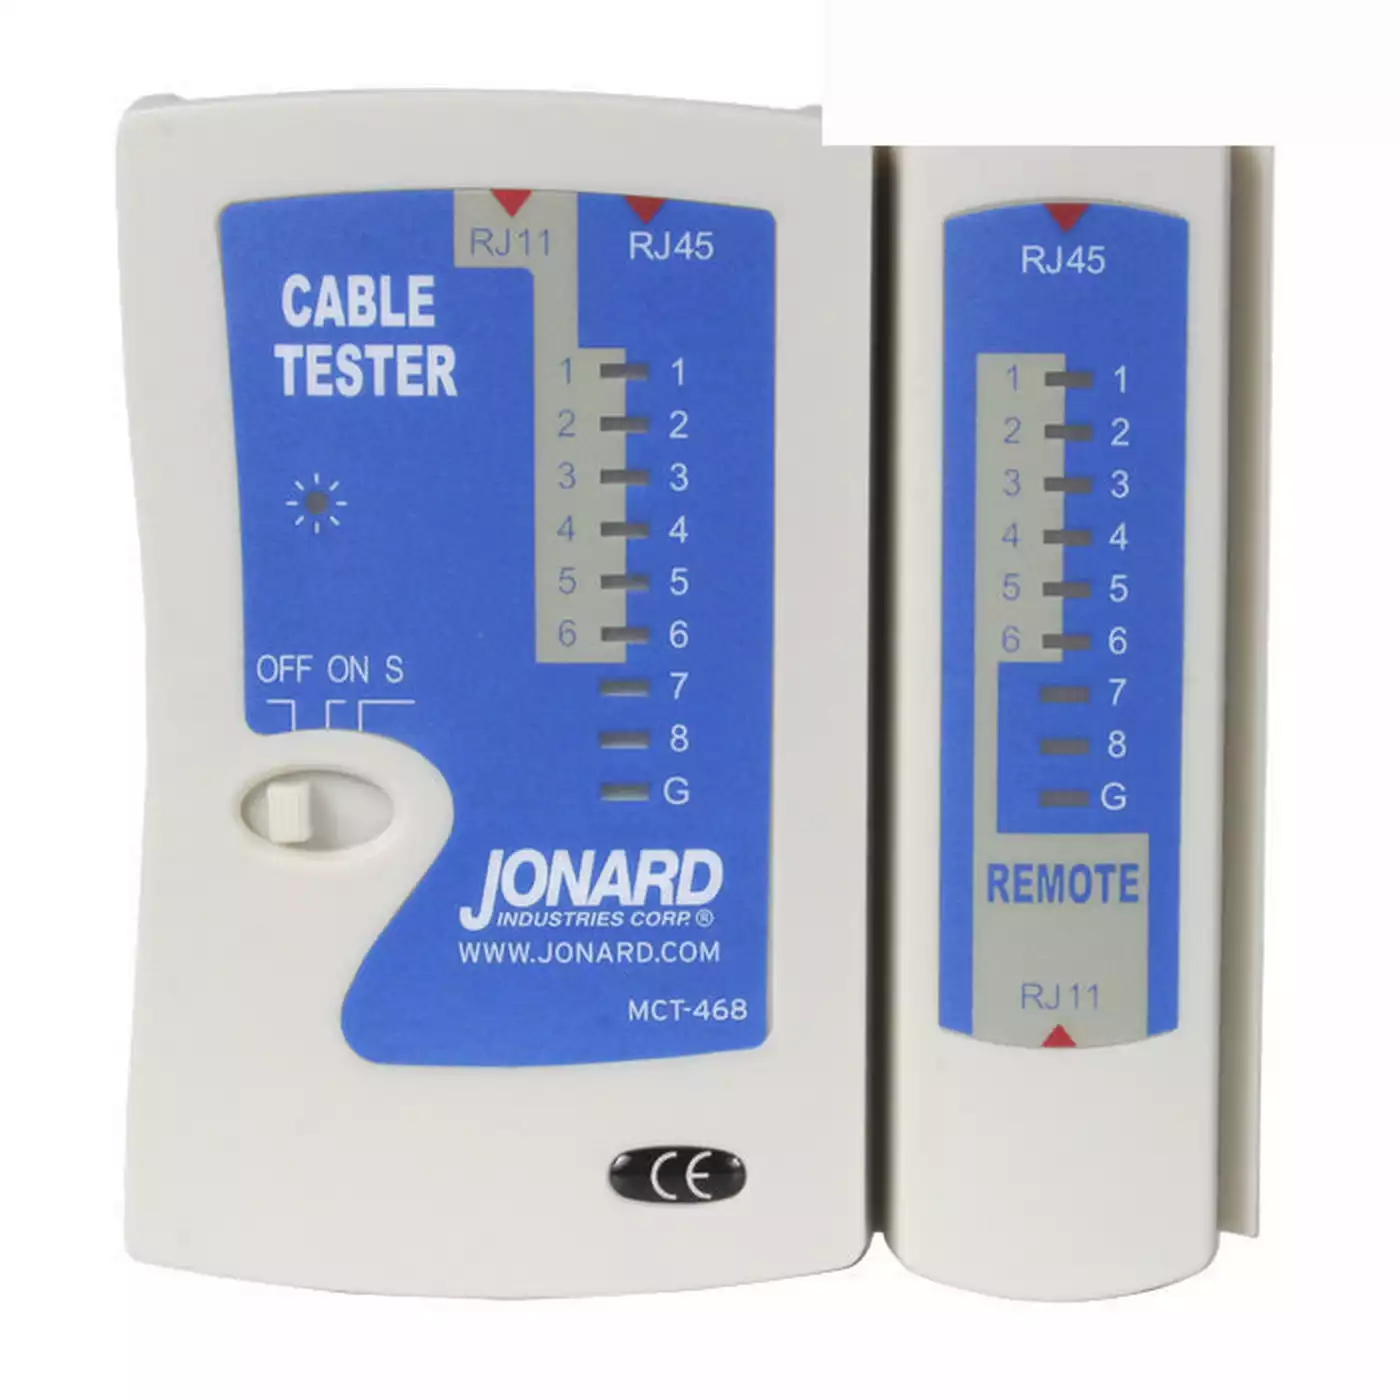 RJ11 RJ45
CABLE
TESTER
1 1
2 2
3 3
4 4
5 5
6 6
7
8
G
OFF ON S
JONARD
INDUSTRIES CORP.®
WWW.JONARD.COM
MCT-468
CE
RJ45
1 1
2 2
3 3
4 4
5 5
6 6
7
8
G
REMOTE
RJ11